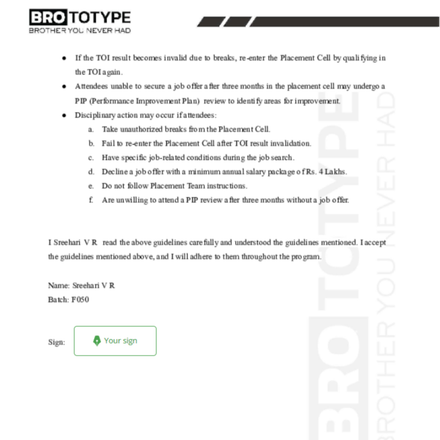 BROTOTYPE
BROTHER YOU NEVER HAD
● If the TOI result becomes invalid due to breaks, re-enter the Placement Cell by qualifying in
the TOI again.
● Attendees unable to secure a job offer after three months in the placement cell may undergo a
PIP (Performance Improvement Plan) review to identify areas for improvement.
● Disciplinary action may occur if attendees:
a. Take unauthorized breaks from the Placement Cell.
b. Fail to re-enter the Placement Cell after TOI result invalidation.
c. Have specific job-related conditions during the job search.
d. Decline a job offer with a minimum annual salary package of Rs. 4 Lakhs.
e. Do not follow Placement Team instructions.
f. Are unwilling to attend a PIP review after three months without a job offer.
I Sreehari V R read the above guidelines carefully and understood the guidelines mentioned. I accept
the guidelines mentioned above, and I will adhere to them throughout the program.
Name: Sreehari V R
Batch: F050
Sign: Your sign
BROTOTYPE
BROTHER YOU NEVER HAD